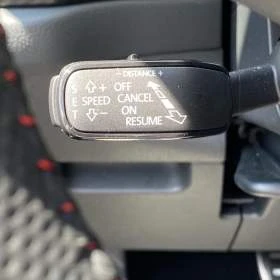 - DISTANCE +
S + OFF
E SPEED CANCEL
T - ON
RESUME